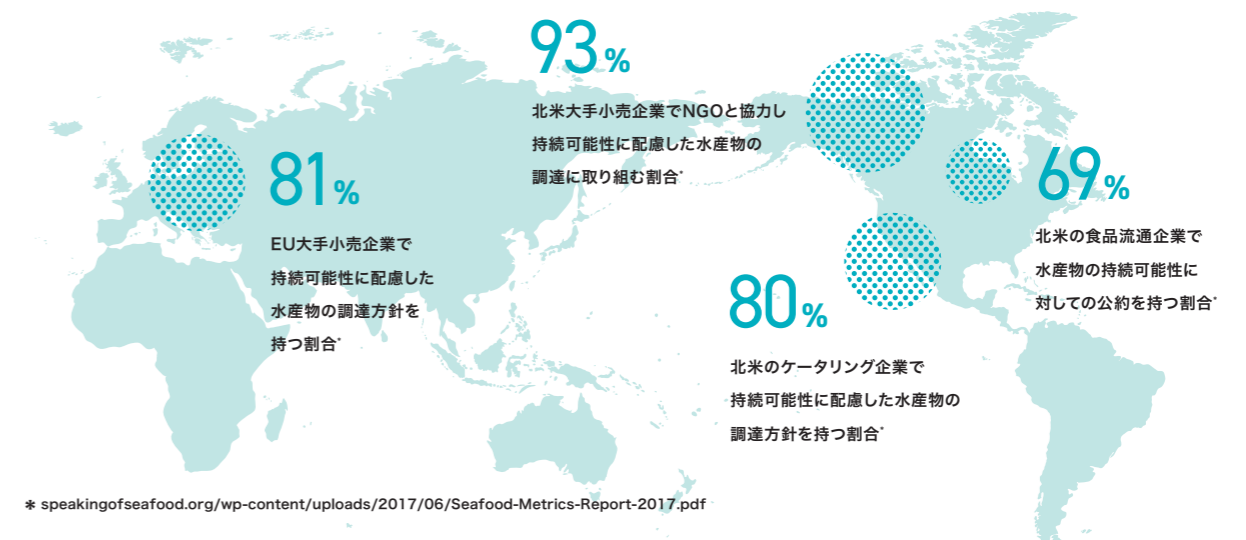 93%
北米大手小売企業でNGOと協力し
持続可能性に配慮した水産物の
調達に取り組む割合*
81%
EU大手小売企業で
持続可能性に配慮した
水産物の調達方針を
持つ割合*
69%
北米の食品流通企業で
水産物の持続可能性に
対しての公約を持つ割合*
80%
北米のケータリング企業で
持続可能性に配慮した水産物の
調達方針を持つ割合*
* speakingofseafood.org/wp-content/uploads/2017/06/Seafood-Metrics-Report-2017.pdf